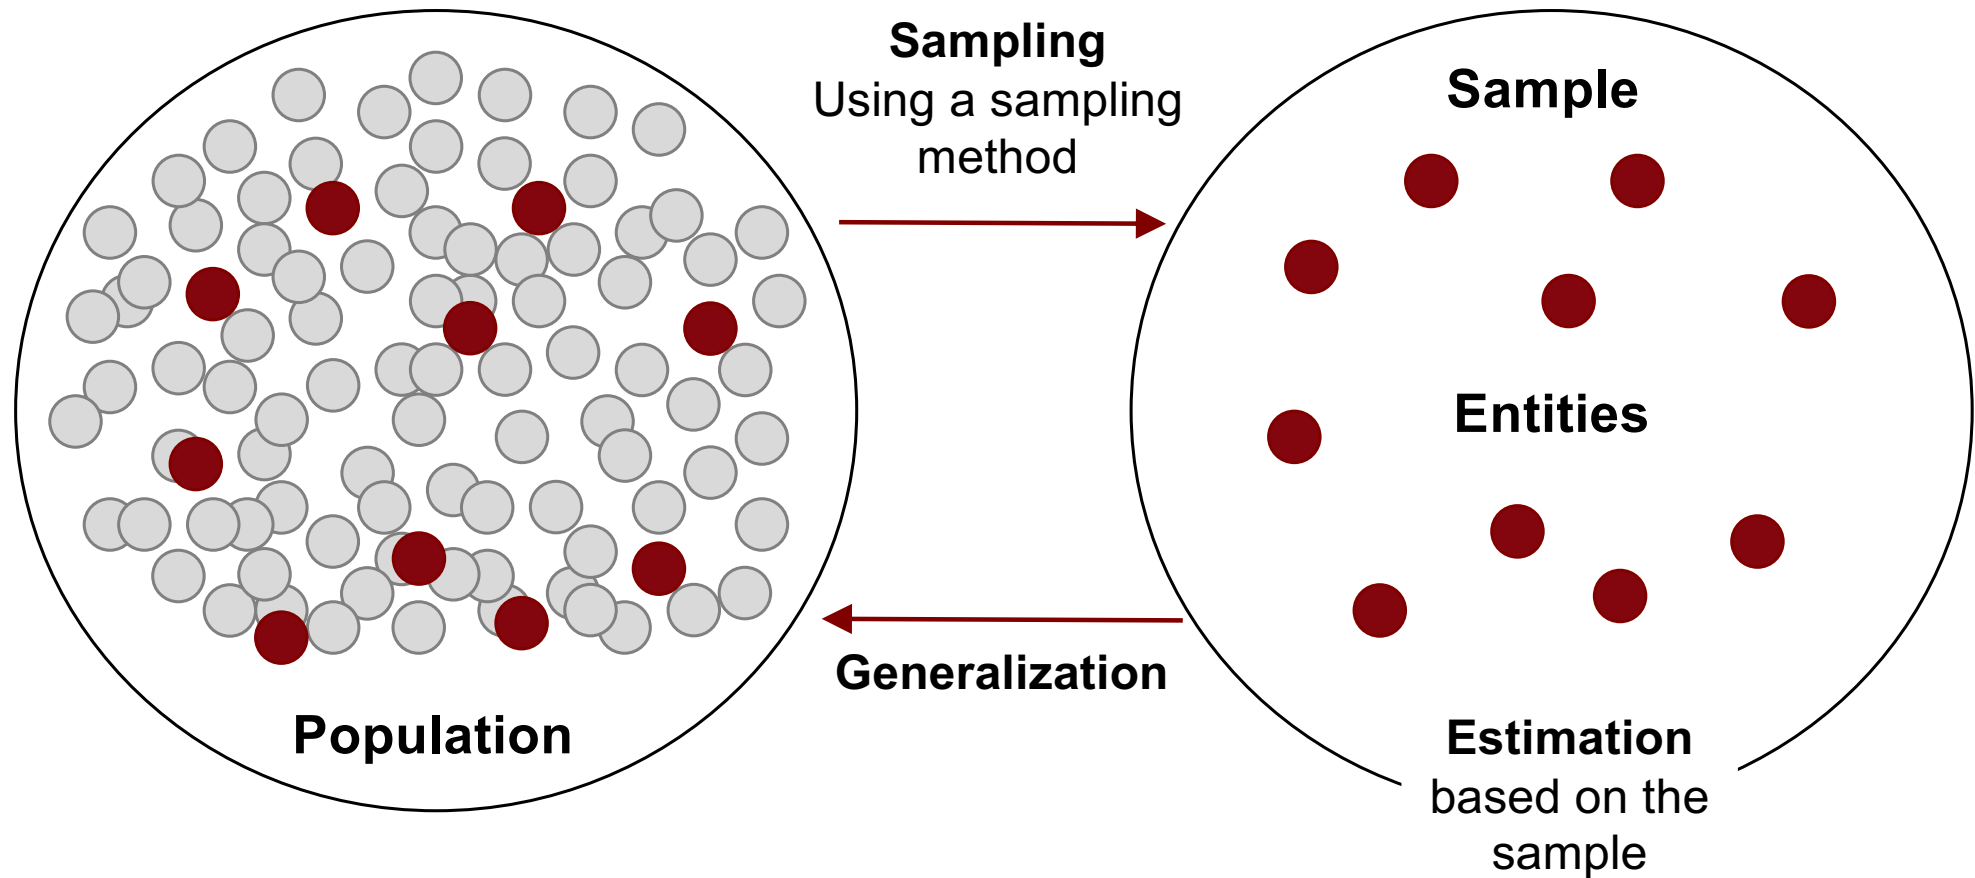 Sampling
Using a sampling
method
Sample
Entities
Generalization
Population
Estimation
based on the
sample